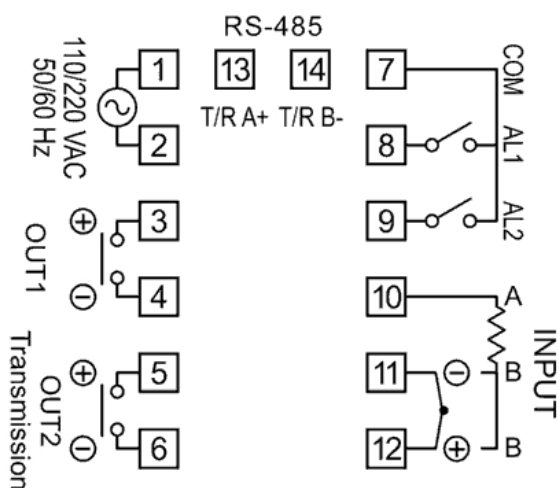 RS-485
110/220 VAC
50/60 Hz
1
13
14
7
COM
T/R A+ T/R B-
2
8
AL1
3
9
AL2
OUT1
+
-
4
10
A
INPUT
5
11
-
B
OUT2
Transmission
+
-
6
12
+
B